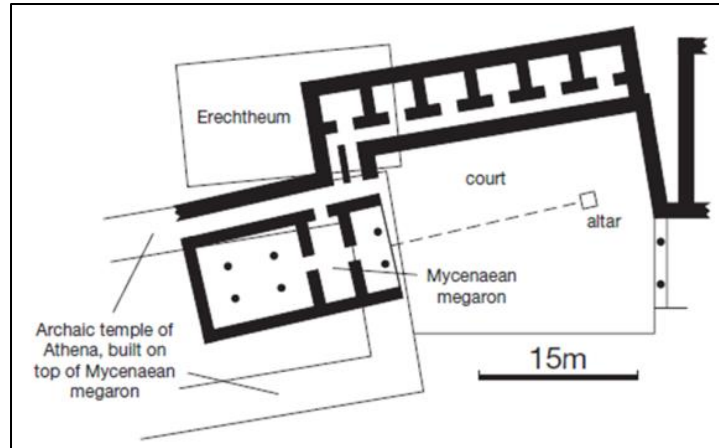 Erechtheum
court
altar
Mycenaean
megaron
Archaic temple of
Athena, built on
top of Mycenaean
megaron
15m